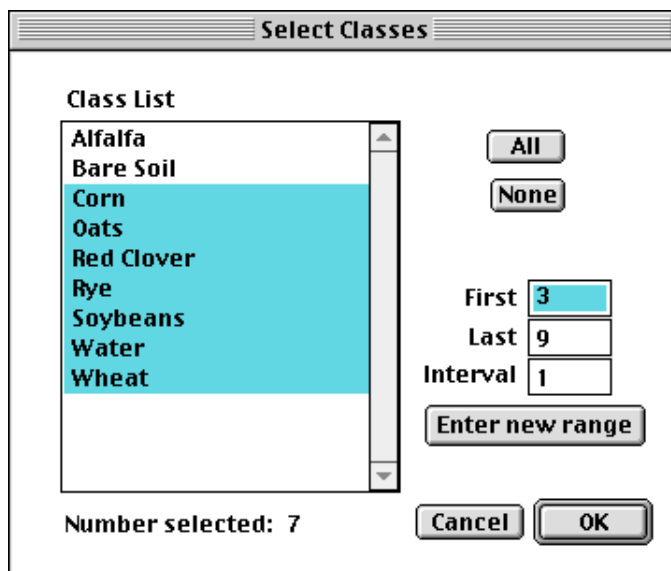 Select Classes
Class List
Alfalfa
Bare Soil
Corn
Oats
Red Clover
Rye
Soybeans
Water
Wheat
All
None
First 3
Last 9
Interval 1
Enter new range
Number selected: 7
Cancel
OK